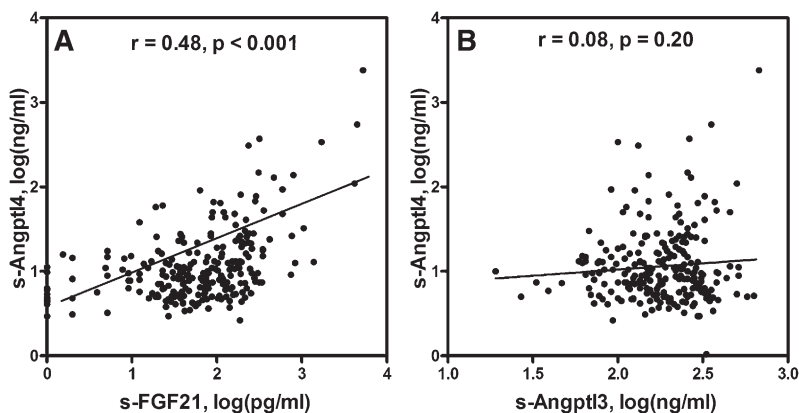 A
r = 0.48, p < 0.001
4
3
2
1
0
s-Angptl4, log(ng/ml)
0 1 2 3 4
s-FGF21, log(pg/ml)
B
r = 0.08, p = 0.20
4
3
2
1
0
s-Angptl4, log(ng/ml)
1.0 1.5 2.0 2.5 3.0
s-Angptl3, log(ng/ml)